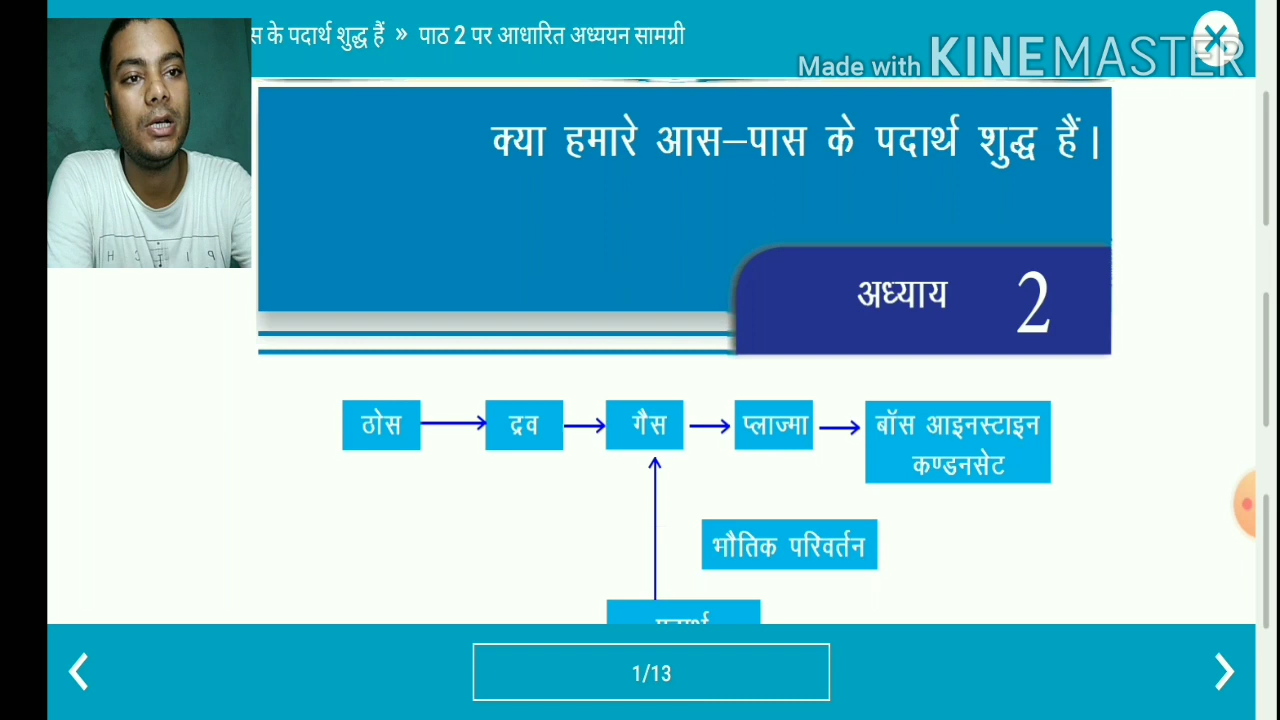 स के पदार्थ शुद्ध हैं » पाठ 2 पर आधारित अध्ययन सामग्री
Made with KINEMASTER
क्या हमारे आस-पास के पदार्थ शुद्ध हैं।
अध्याय 2
ठोस द्रव गैस प्लाज्मा बॉस आइनस्टाइन
कण्डनसेट
भौतिक परिवर्तन
1/13